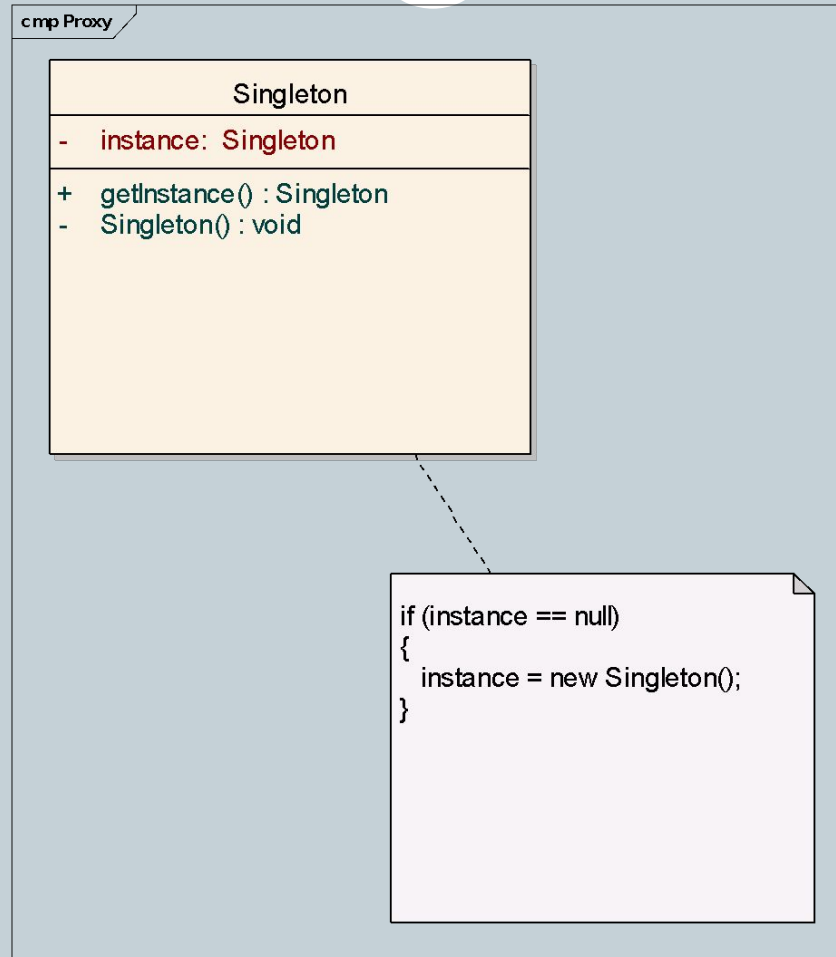 cmp Proxy
Singleton
- instance: Singleton
+ getInstance() : Singleton
- Singleton() : void
if (instance == null)
{
instance = new Singleton();
}